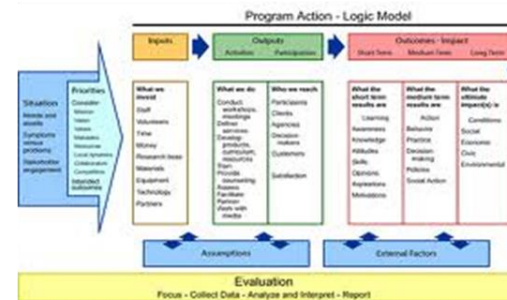 Program Action - Logic Model
Inputs
Outputs
Activities Participation
Outcomes - Impact
Short Term Medium Term Long Term
Situation
Needs and assets
Symptoms versus problems
Stakeholder engagement
Priorities
Consider:
Mission
Vision
Values
Mandates
Resources
Local dynamics
Collaborators
Competitors
Intended outcomes
What we invest
Staff
Volunteers
Time
Money
Research base
Materials
Equipment
Technology
Partners
What we do
Conduct workshops, meetings
Deliver services
Develop products, curriculum, resources
Train
Provide counseling
Assess
Facilitate
Partner
Work with media
Who we reach
Participants
Clients
Agencies
Decision-makers
Customers
Satisfaction
What the short term results are
Learning
Awareness
Knowledge
Attitudes
Skills
Opinions
Aspirations
Motivations
What the medium term results are
Action
Behavior
Practice
Decision-making
Policies
Social Action
What the ultimate impact(s) is
Conditions
Social
Economic
Civic
Environmental
Assumptions
External Factors
Evaluation
Focus - Collect Data - Analyze and Interpret - Report